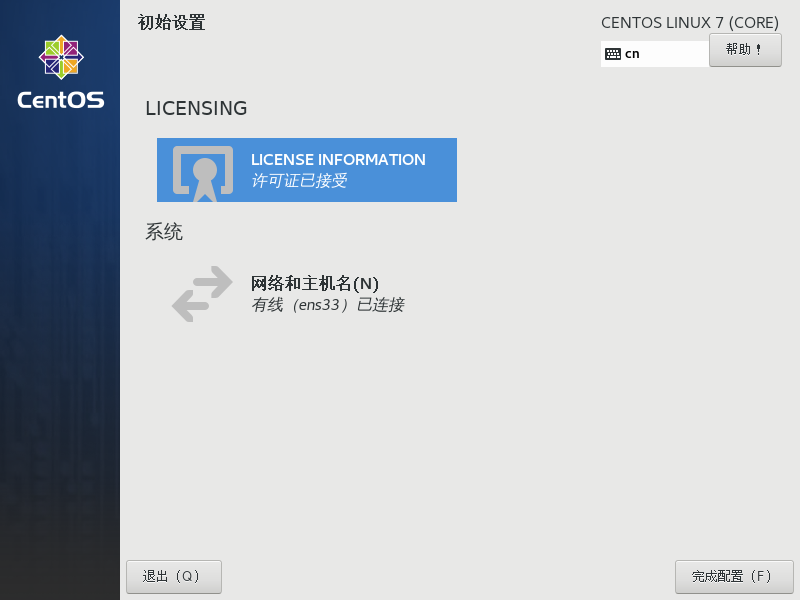 CentOS
初始设置
CENTOS LINUX 7 (CORE)
cn
帮助！
LICENSING
LICENSE INFORMATION
许可证已接受
系统
网络和主机名(N)
有线（ens33）已连接
退出（Q）
完成配置（F）